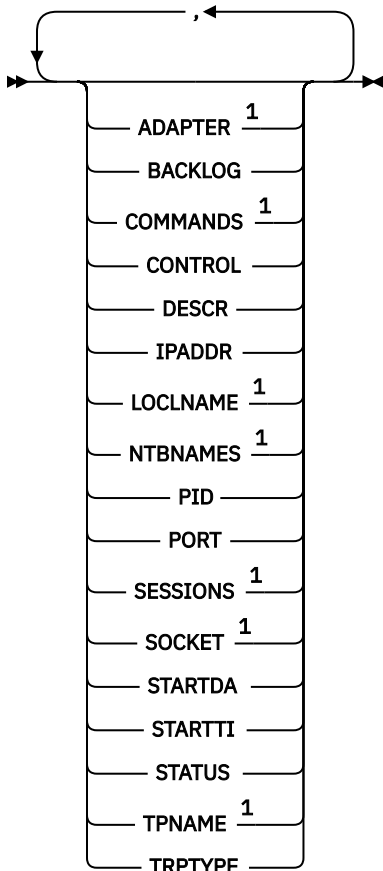 ,
ADAPTER 1
BACKLOG
COMMANDS 1
CONTROL
DESCR
IPADDR
LOCLNAME 1
NTBNAMES 1
PID
PORT
SESSIONS 1
SOCKET 1
STARTDA
STARTTI
STATUS
TPNAME 1
TRPTYPE